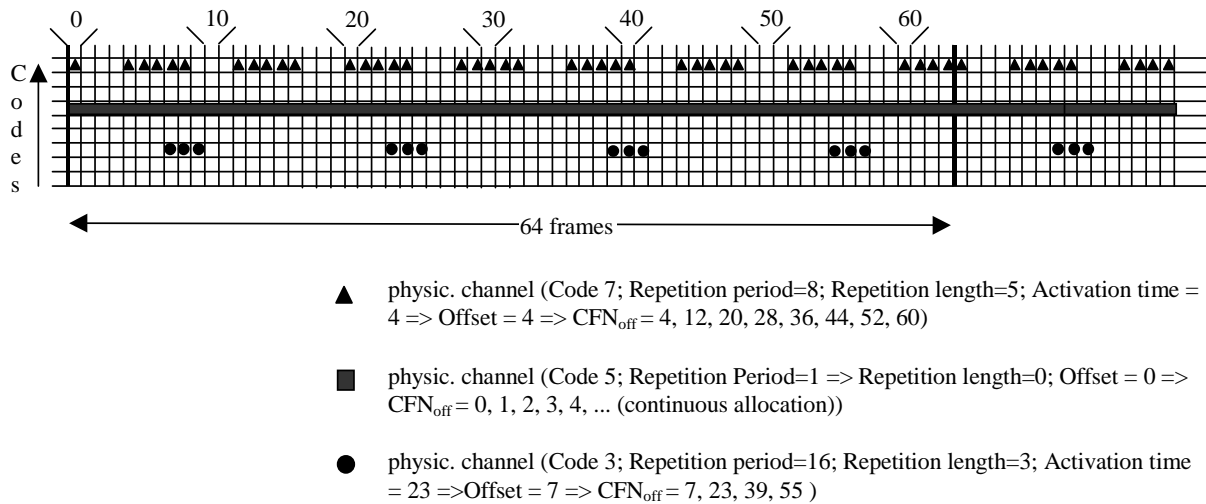 0 10 20 30 40 50 60
C
o
d
e
s
64 frames
physic. channel (Code 7; Repetition period=8; Repetition length=5; Activation time =
4 => Offset = 4 => CFNoff = 4, 12, 20, 28, 36, 44, 52, 60)
physic. channel (Code 5; Repetition Period=1 => Repetition length=0; Offset = 0 =>
CFNoff = 0, 1, 2, 3, 4, ... (continuous allocation))
physic. channel (Code 3; Repetition period=16; Repetition length=3; Activation time
= 23 =>Offset = 7 => CFNoff = 7, 23, 39, 55 )